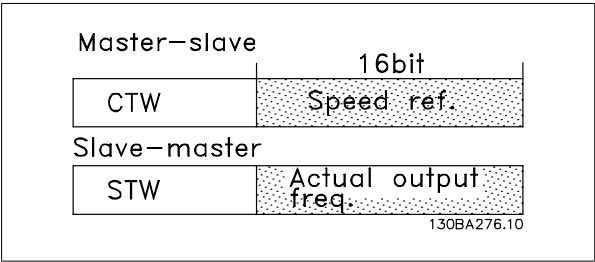 Master-slave
16bit
CTW
Speed ref.
Slave-master
STW
Actual output
freq.
130BA276.10